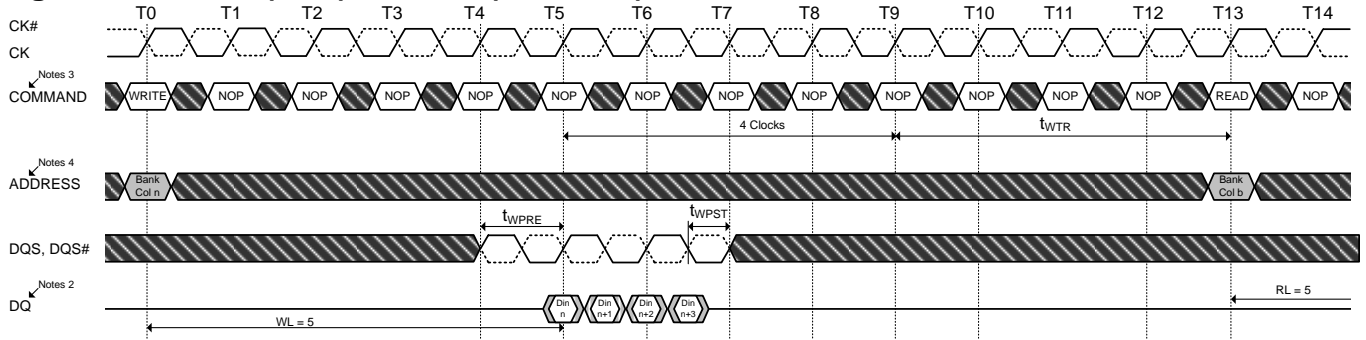 T0 T1 T2 T3 T4 T5 T6 T7 T8 T9 T10 T11 T12 T13 T14
CK#
CK
Notes 3
COMMAND WRITE NOP NOP NOP NOP NOP NOP NOP NOP NOP NOP NOP NOP READ NOP
4 Clocks tWTR
Notes 4
ADDRESS
Bank Col n
Bank Col b
tWPRE tWPST
DQS, DQS#
Notes 2
DQ
Din n
Din n+1
Din n+2
Din n+3
RL = 5
WL = 5